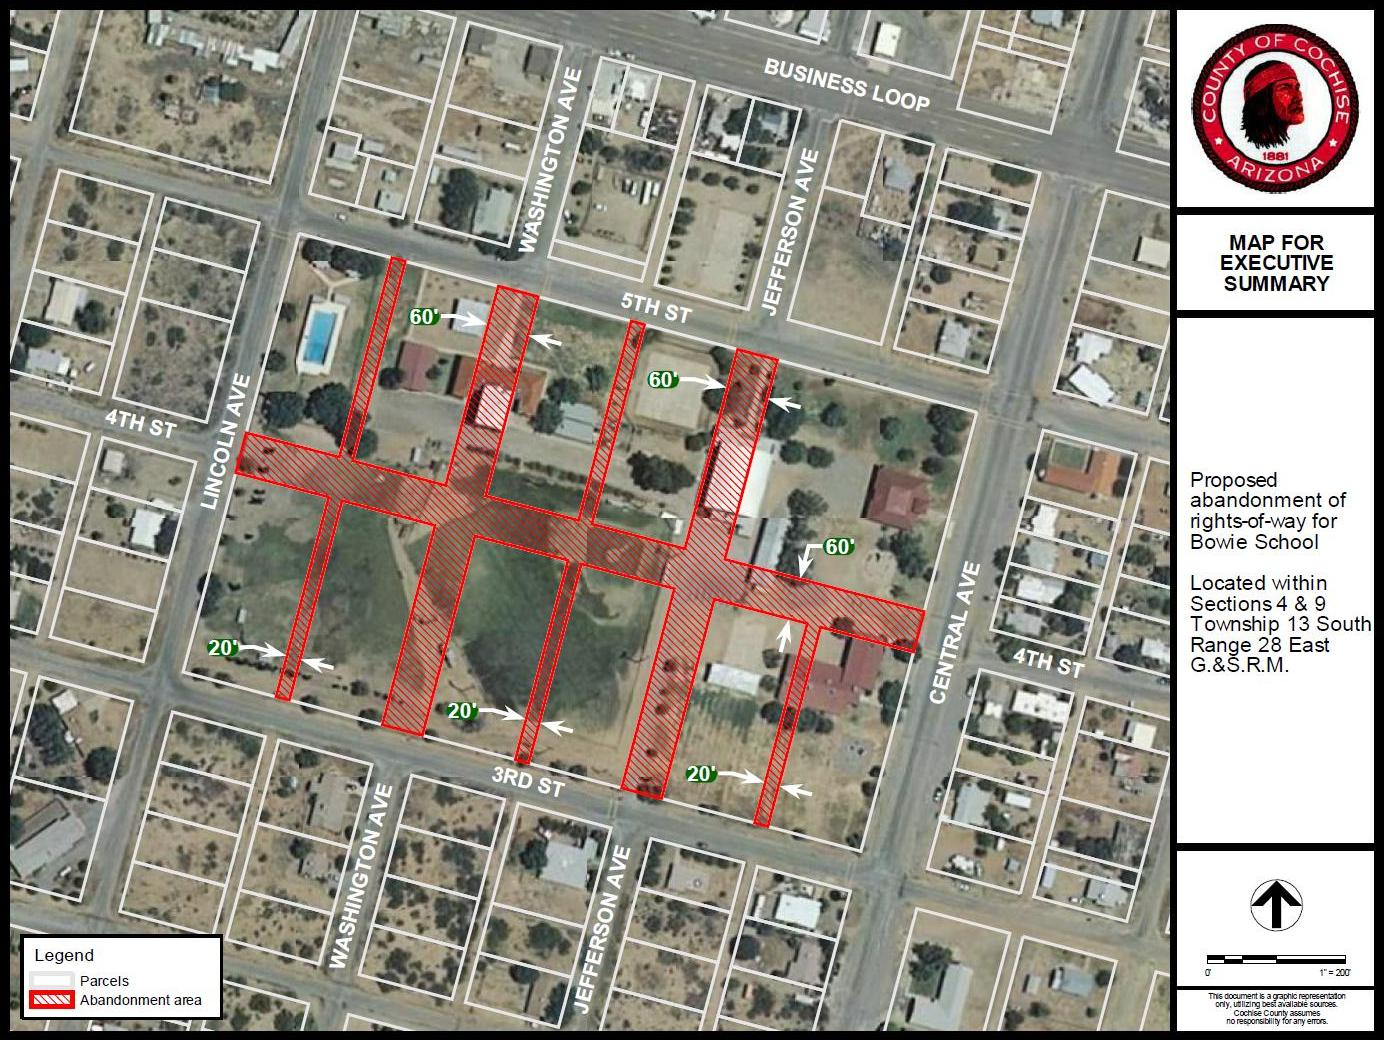 BUSINESS LOOP
WASHINGTON AVE
JEFFERSON AVE
5TH ST
60'
60'
LINCOLN AVE
4TH ST
60'
CENTRAL AVE
4TH ST
20'
20'
20'
3RD ST
WASHINGTON AVE
JEFFERSON AVE
Legend
Parcels
Abandonment area
COUNTY OF COCHISE
1881
ARIZONA
MAP FOR
EXECUTIVE
SUMMARY
Proposed
abandonment of
rights-of-way for
Bowie School
Located within
Sections 4 & 9
Township 13 South
Range 28 East
G.&S.R.M.
0'
1" = 200'
This document is a graphic representation
only, utilizing best available sources.
Cochise County assumes
no responsibility for any errors.